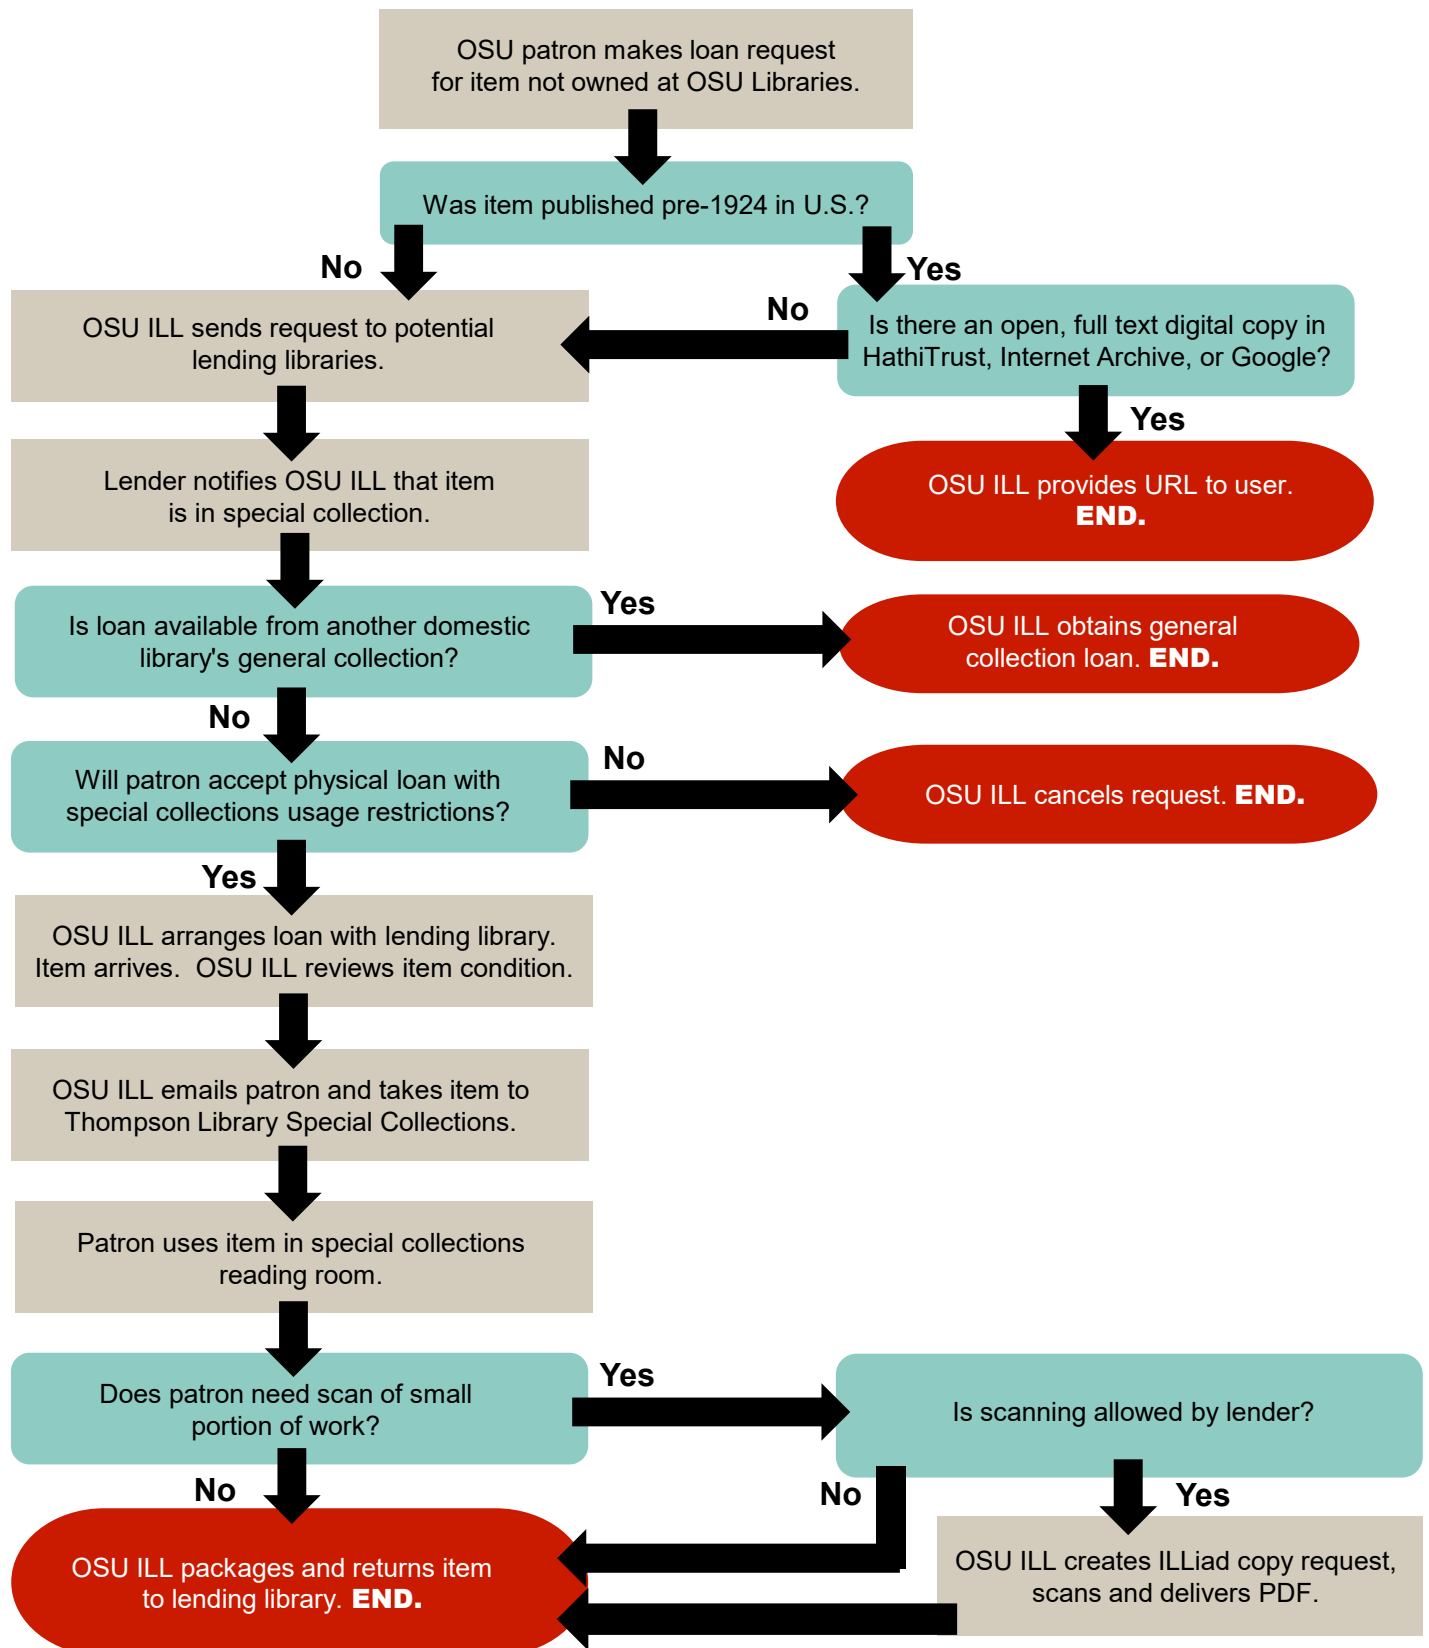 OSU patron makes loan request
for item not owned at OSU Libraries.
Was item published pre-1924 in U.S.?
No
Yes
OSU ILL sends request to potential
lending libraries.
No
Is there an open, full text digital copy in
HathiTrust, Internet Archive, or Google?
Yes
Lender notifies OSU ILL that item
is in special collection.
OSU ILL provides URL to user.
END.
Is loan available from another domestic
library's general collection?
Yes
OSU ILL obtains general
collection loan. END.
No
Will patron accept physical loan with
special collections usage restrictions?
No
OSU ILL cancels request. END.
Yes
OSU ILL arranges loan with lending library.
Item arrives.  OSU ILL reviews item condition.
OSU ILL emails patron and takes item to
Thompson Library Special Collections.
Patron uses item in special collections
reading room.
Does patron need scan of small
portion of work?
Yes
Is scanning allowed by lender?
No
No
Yes
OSU ILL packages and returns item
to lending library. END.
OSU ILL creates ILLiad copy request,
scans and delivers PDF.